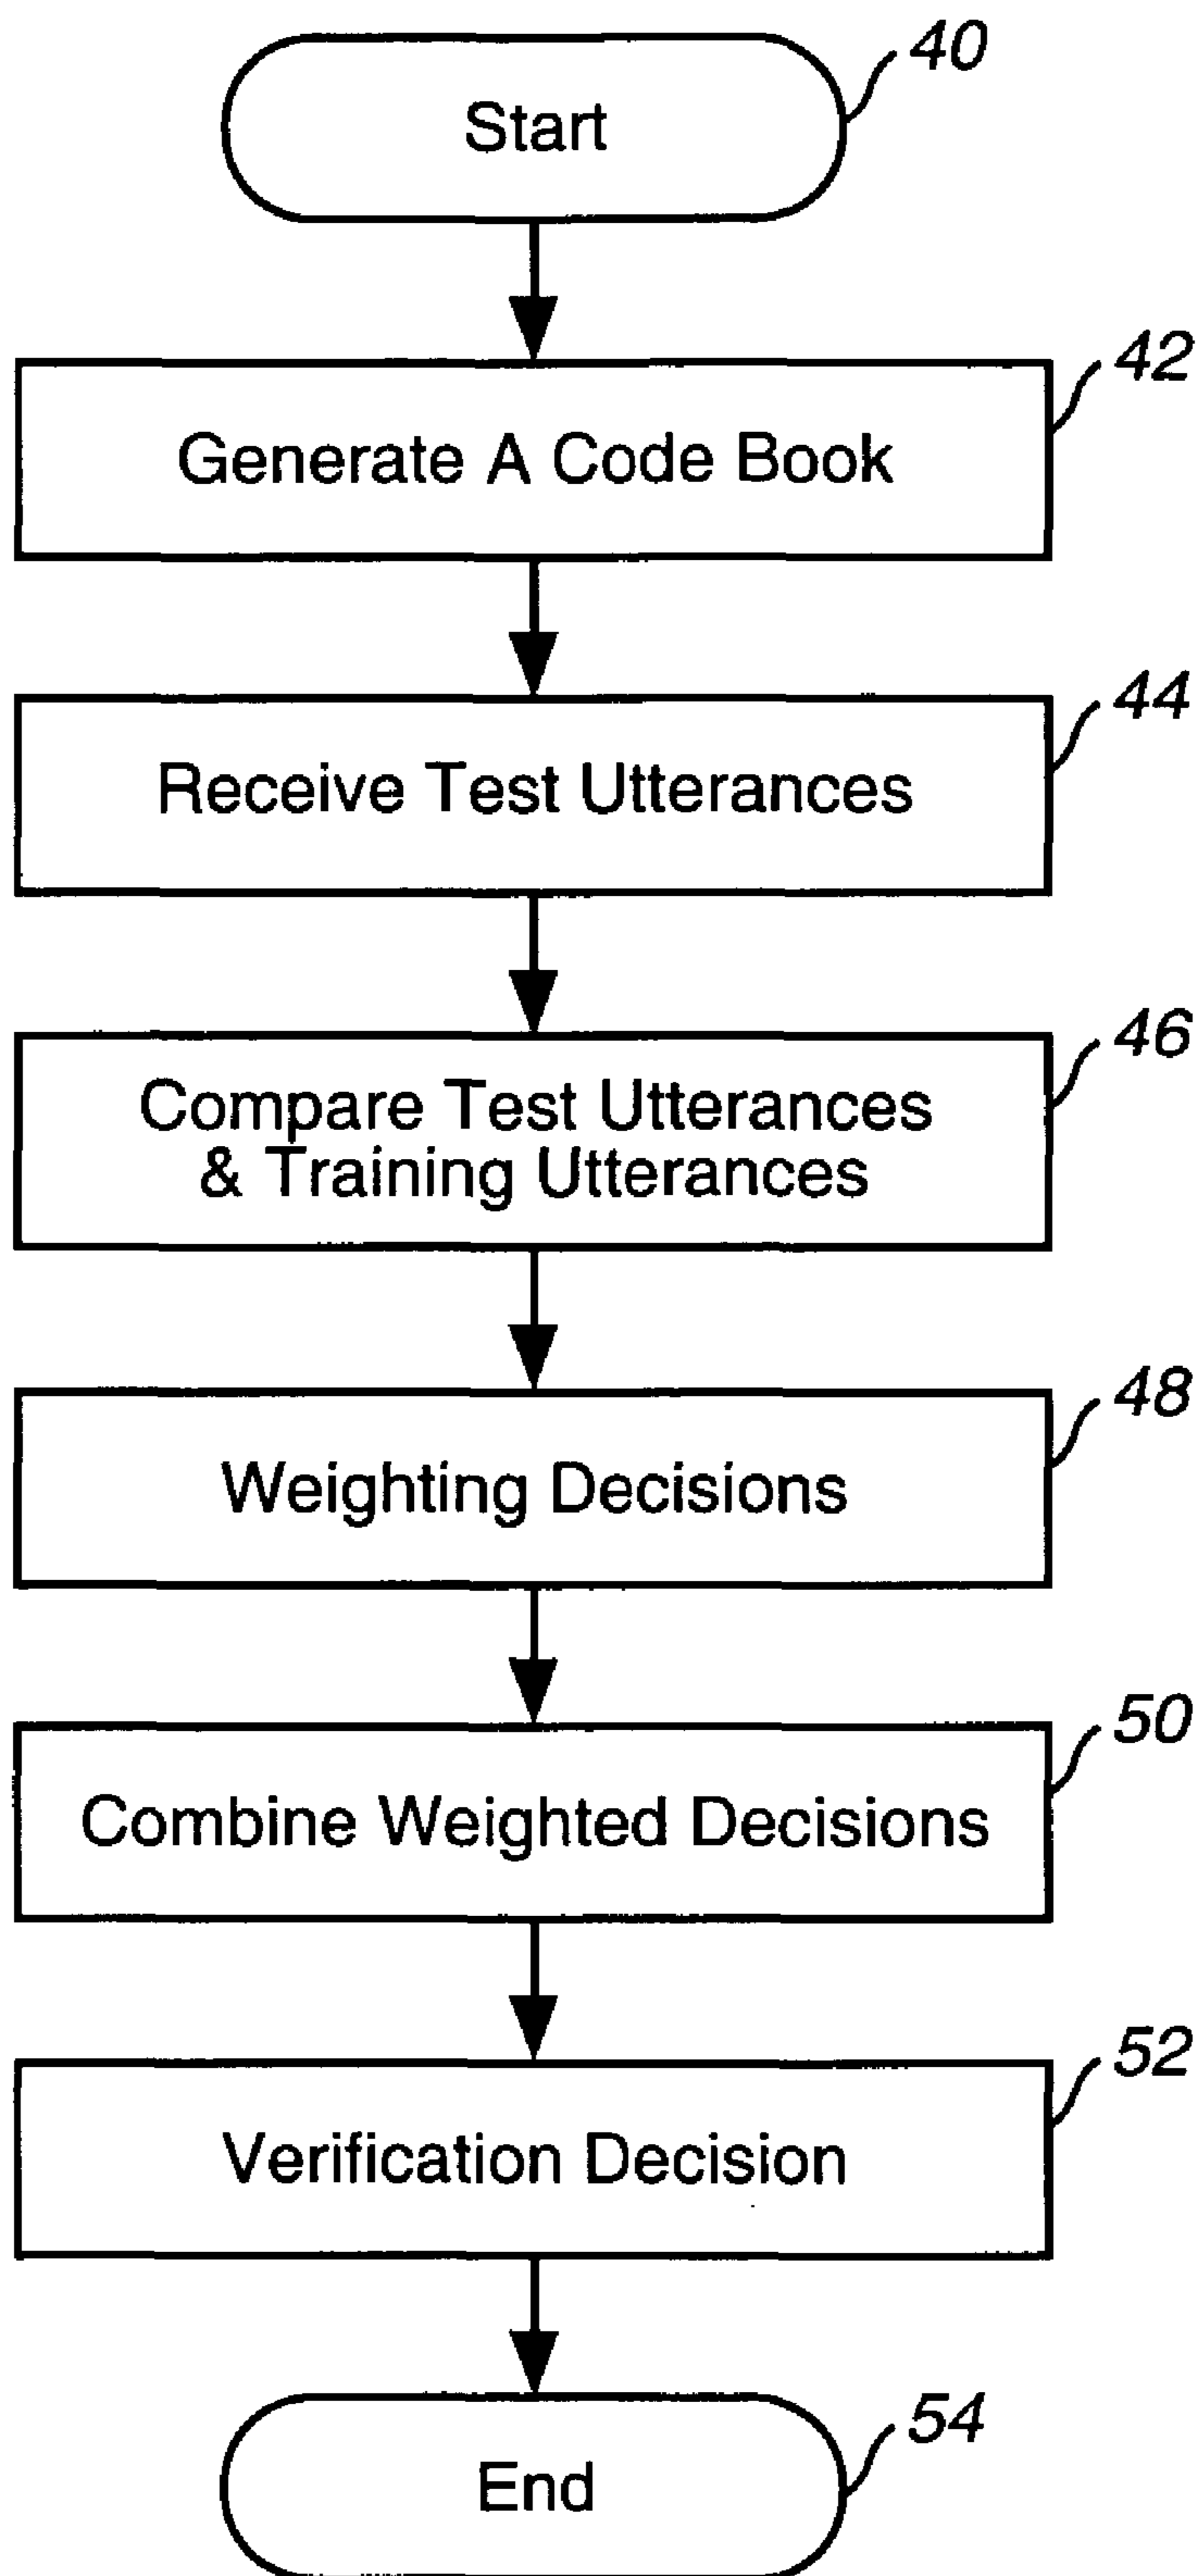 40
Start
42
Generate A Code Book
44
Receive Test Utterances
46
Compare Test Utterances
& Training Utterances
48
Weighting Decisions
50
Combine Weighted Decisions
52
Verification Decision
54
End